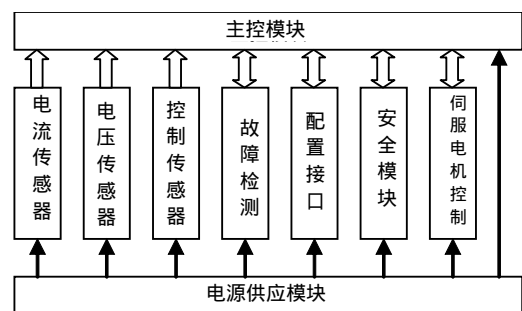 主控模块
电流传感器
电压传感器
控制传感器
故障检测
配置接口
安全模块
伺服电机控制
电源供应模块